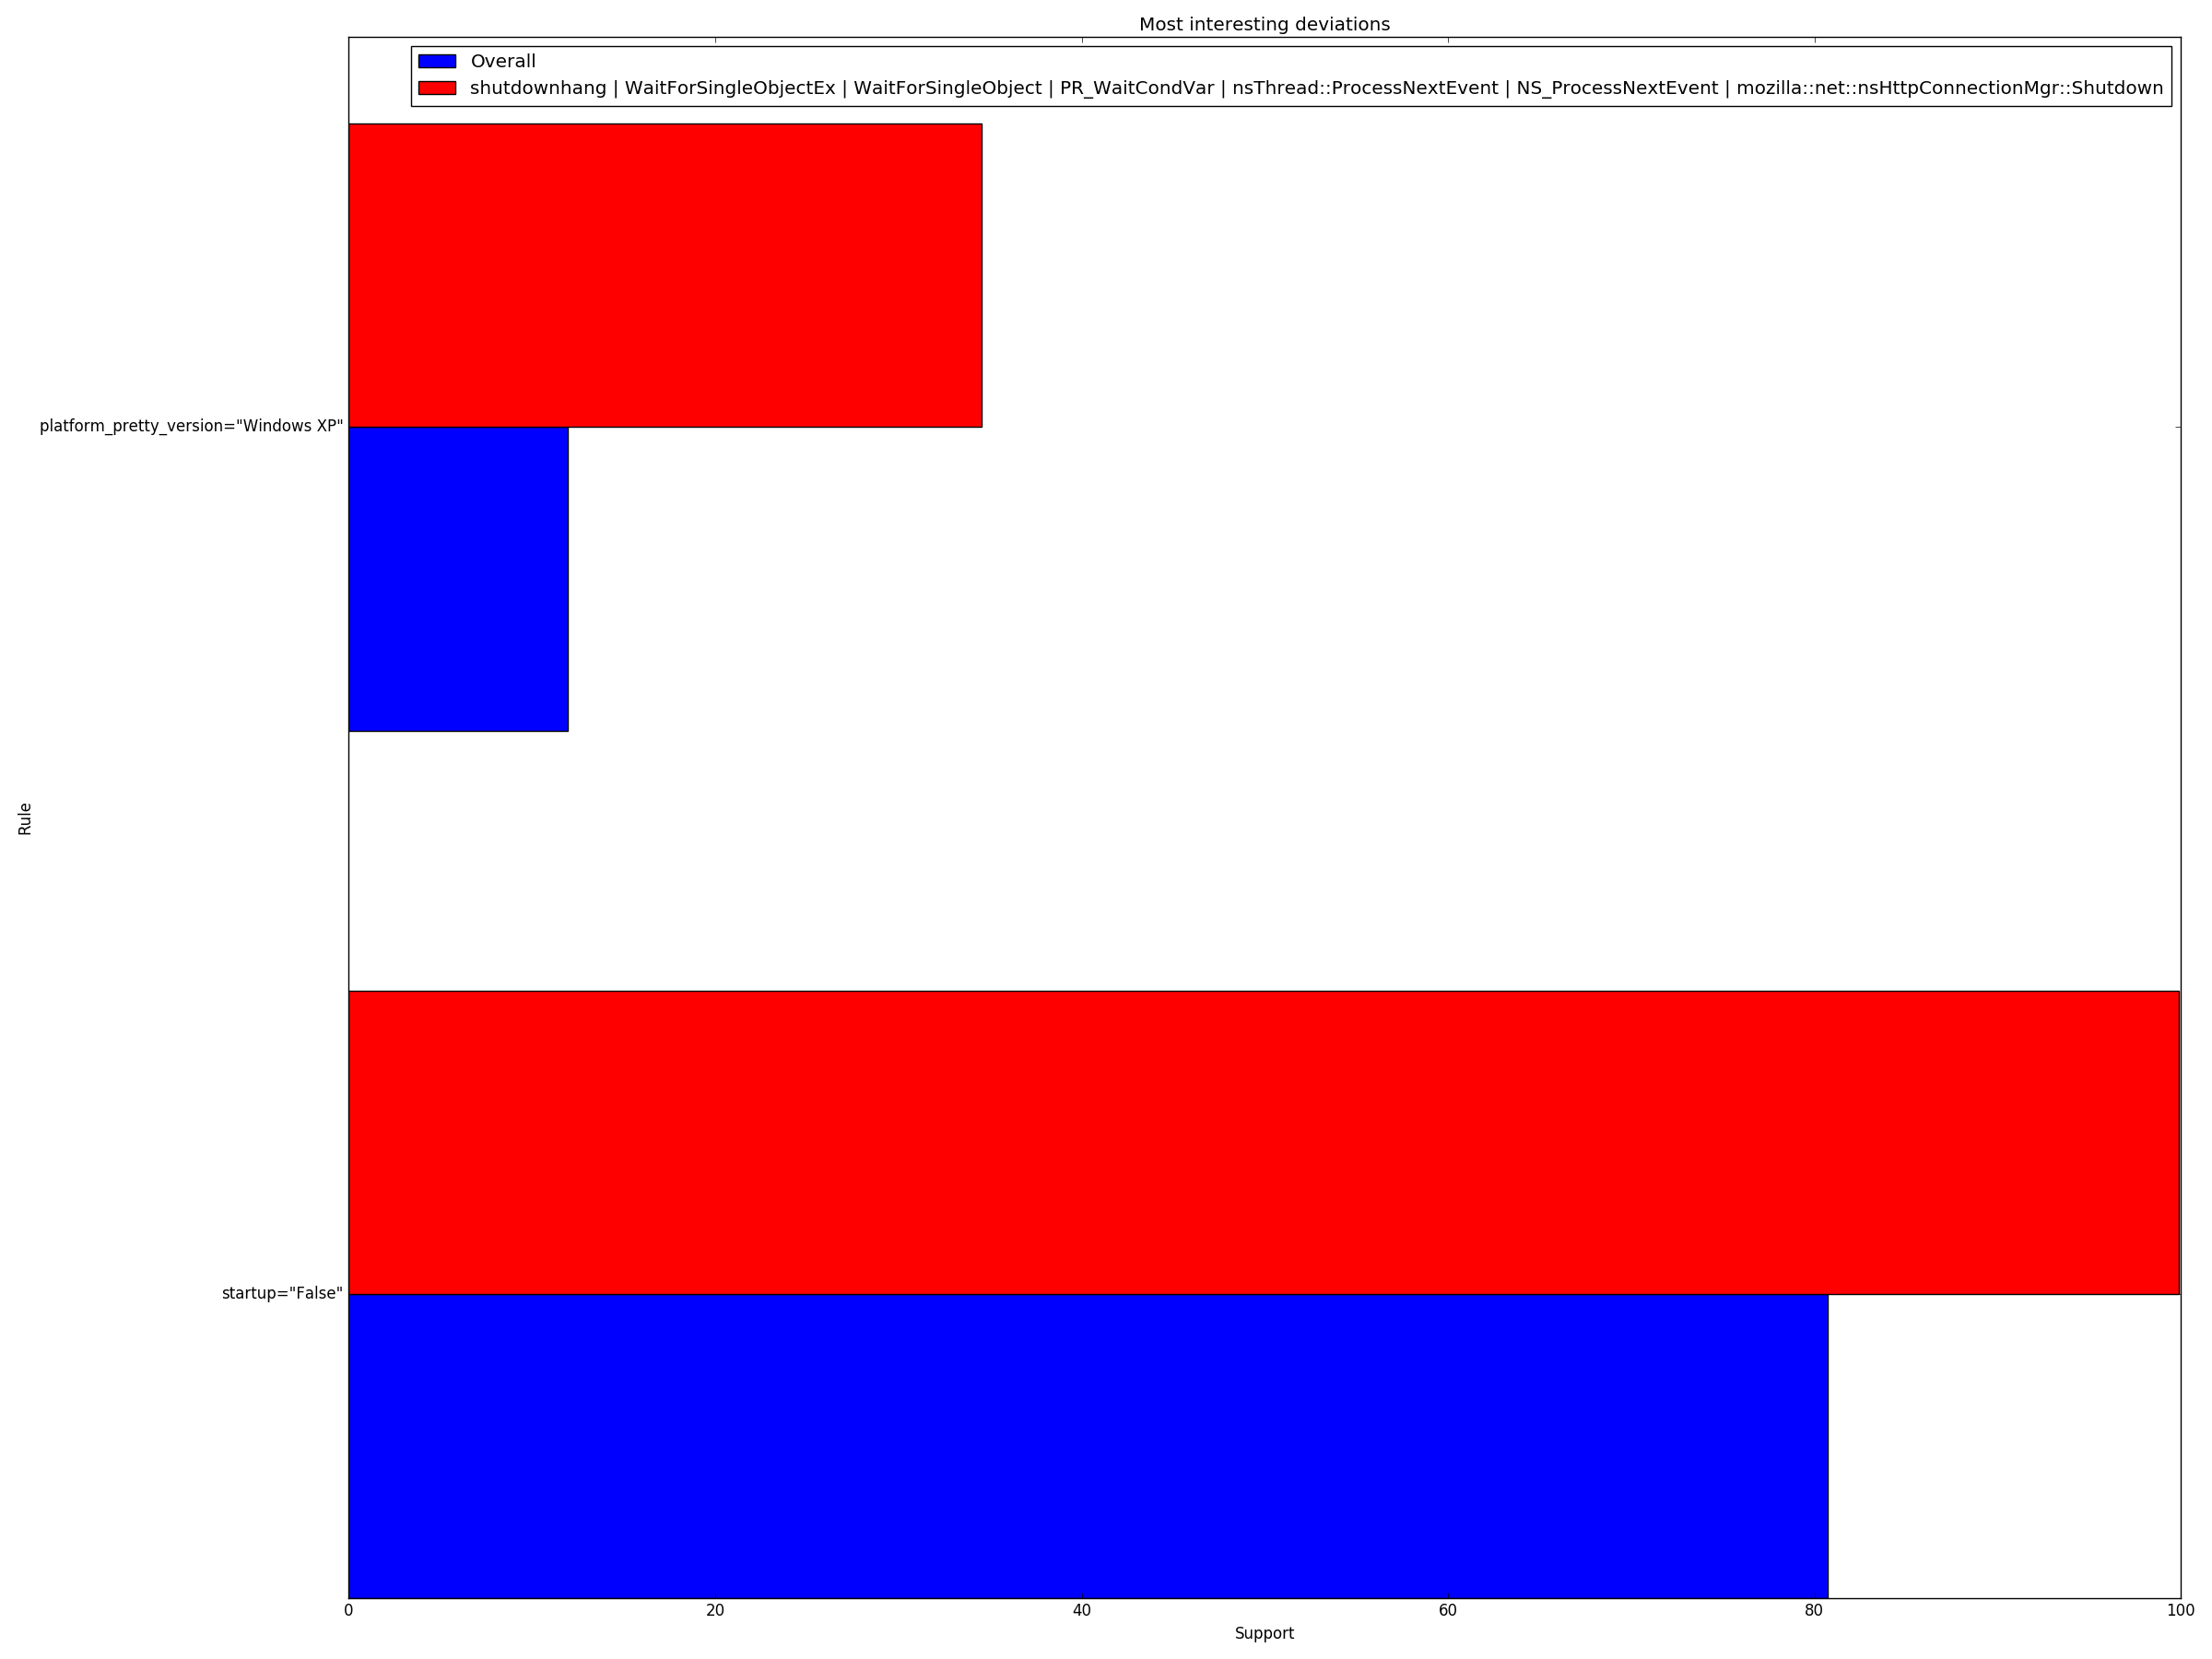 Most interesting deviations
Overall
shutdownhang | WaitForSingleObjectEx | WaitForSingleObject | PR_WaitCondVar | nsThread::ProcessNextEvent | NS_ProcessNextEvent | mozilla::net::nsHttpConnectionMgr::Shutdown
platform_pretty_version="Windows XP"
Rule
startup="False"
0 20 40 60 80 100
Support